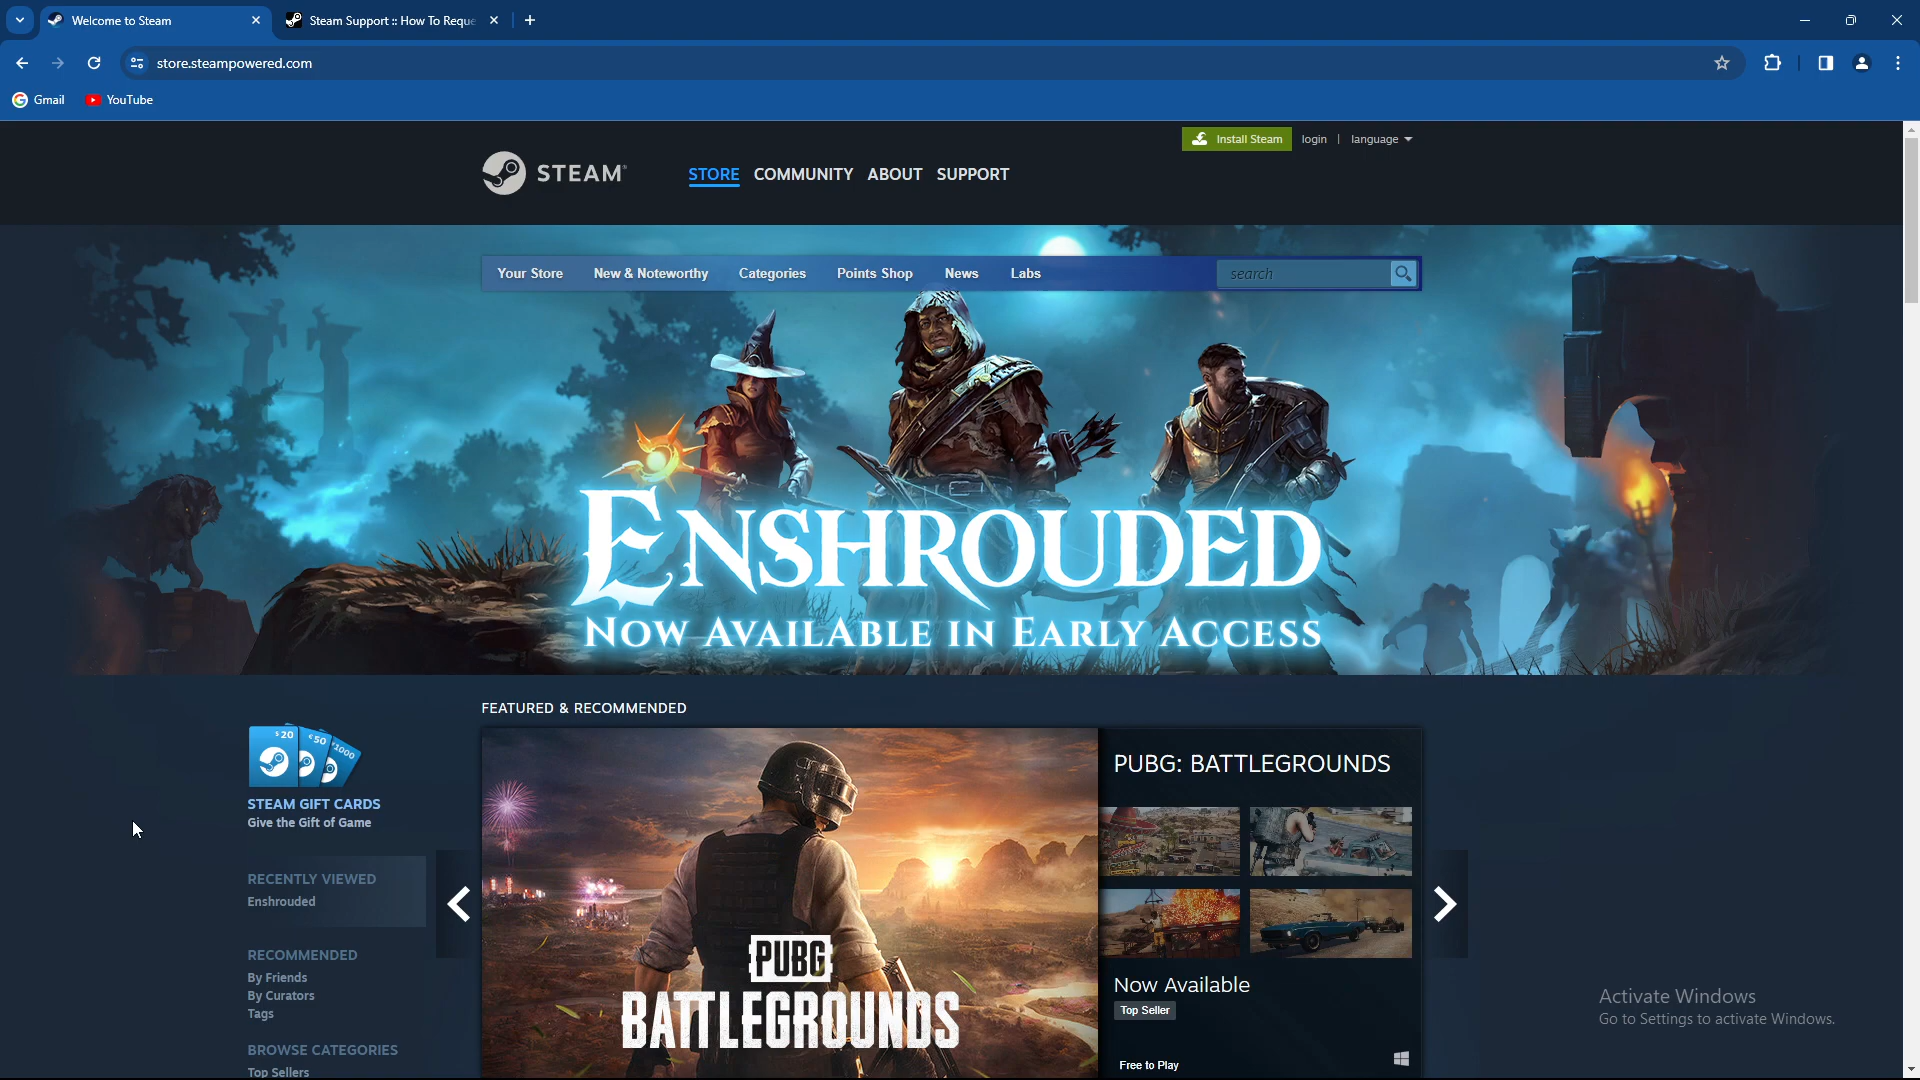 Welcome to Steam
Steam Support :: How To Reque
store.steampowered.com
Gmail
YouTube
Install Steam
login | language
STEAM
STORE COMMUNITY ABOUT SUPPORT
Your Store New & Noteworthy Categories Points Shop News Labs search
ENSHROUDED
NOW AVAILABLE IN EARLY ACCESS
FEATURED & RECOMMENDED
$20 €50 1000
STEAM GIFT CARDS
Give the Gift of Game
RECENTLY VIEWED
Enshrouded
RECOMMENDED
By Friends
By Curators
Tags
BROWSE CATEGORIES
Top Sellers
PUBG
BATTLEGROUNDS
PUBG: BATTLEGROUNDS
Now Available
Top Seller
Free to Play
Activate Windows
Go to Settings to activate Windows.